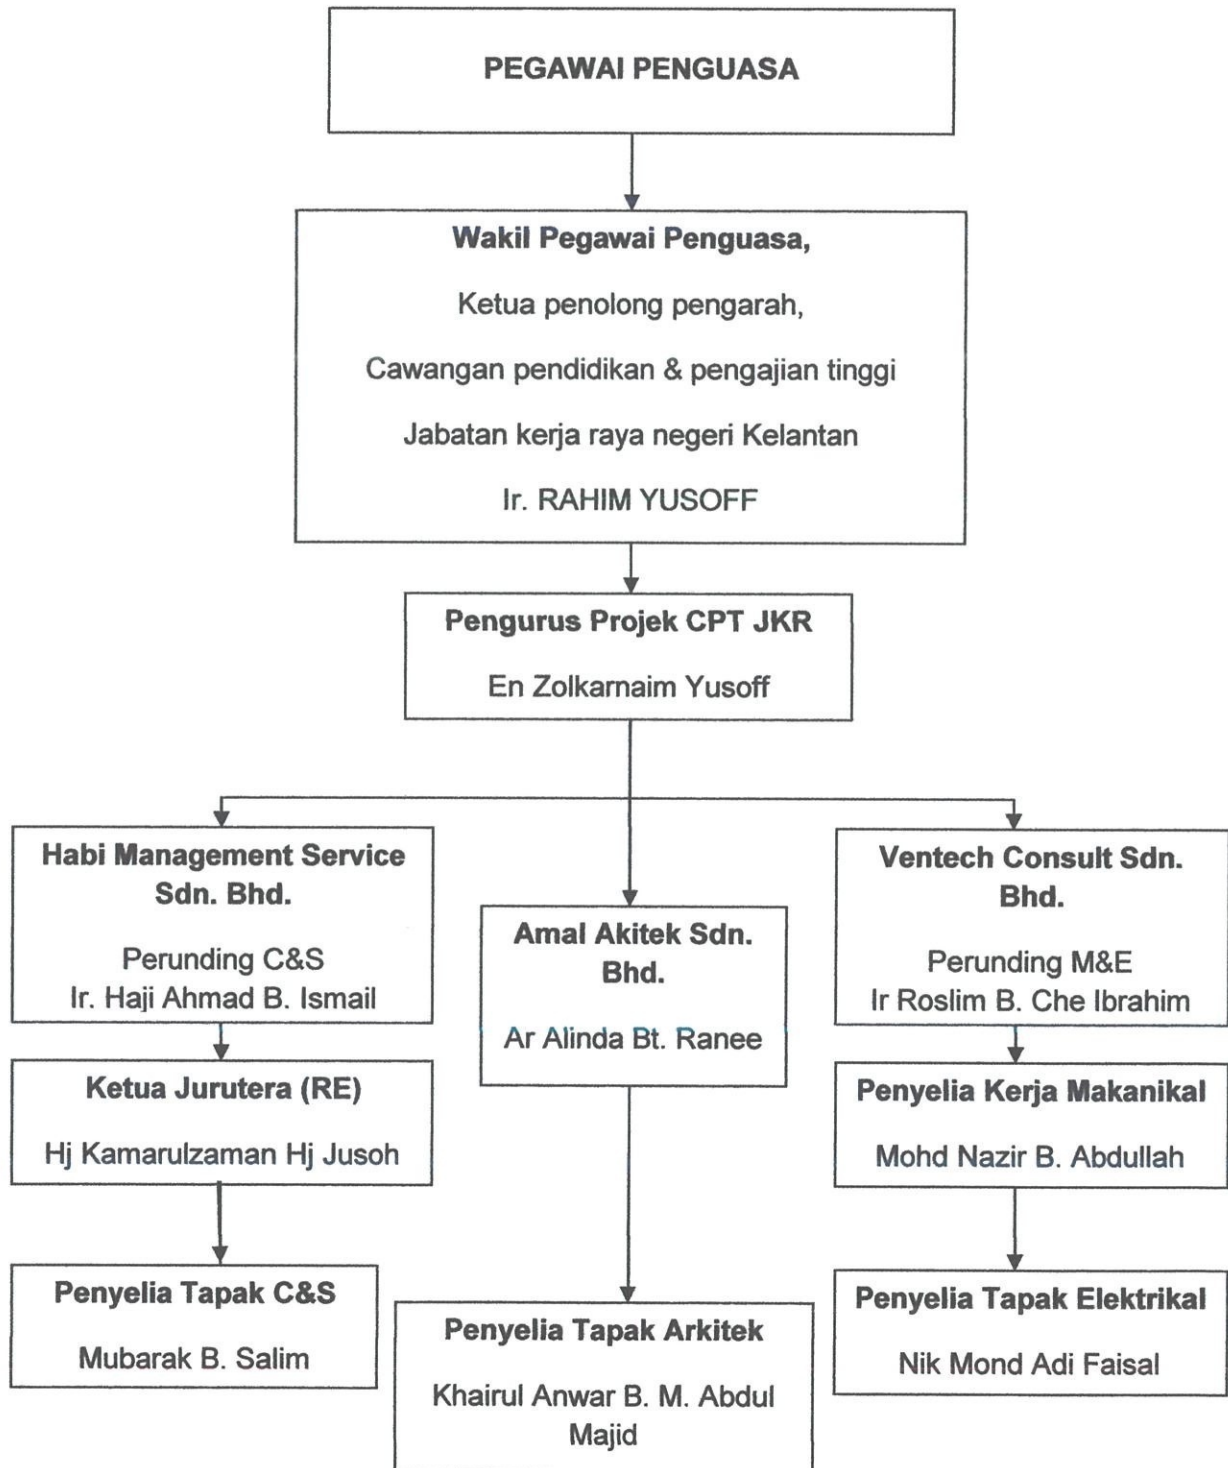 PEGAWAI PENGUASA
Wakil Pegawai Penguasa,
Ketua penolong pengarah,
Cawangan pendidikan & pengajian tinggi
Jabatan kerja raya negeri Kelantan
Ir. RAHIM YUSOFF
Pengurus Projek CPT JKR
En Zolkarnaim Yusoff
Habi Management Service
Sdn. Bhd.
Perunding C&S
Ir. Haji Ahmad B. Ismail
Amal Akitek Sdn.
Bhd.
Ar Alinda Bt. Ranee
Ventech Consult Sdn.
Bhd.
Perunding M&E
Ir Roslim B. Che Ibrahim
Ketua Jurutera (RE)
Hj Kamarulzaman Hj Jusoh
Penyelia Kerja Makanikal
Mohd Nazir B. Abdullah
Penyelia Tapak C&S
Mubarak B. Salim
Penyelia Tapak Arkitek
Khairul Anwar B. M. Abdul
Majid
Penyelia Tapak Elektrikal
Nik Mond Adi Faisal